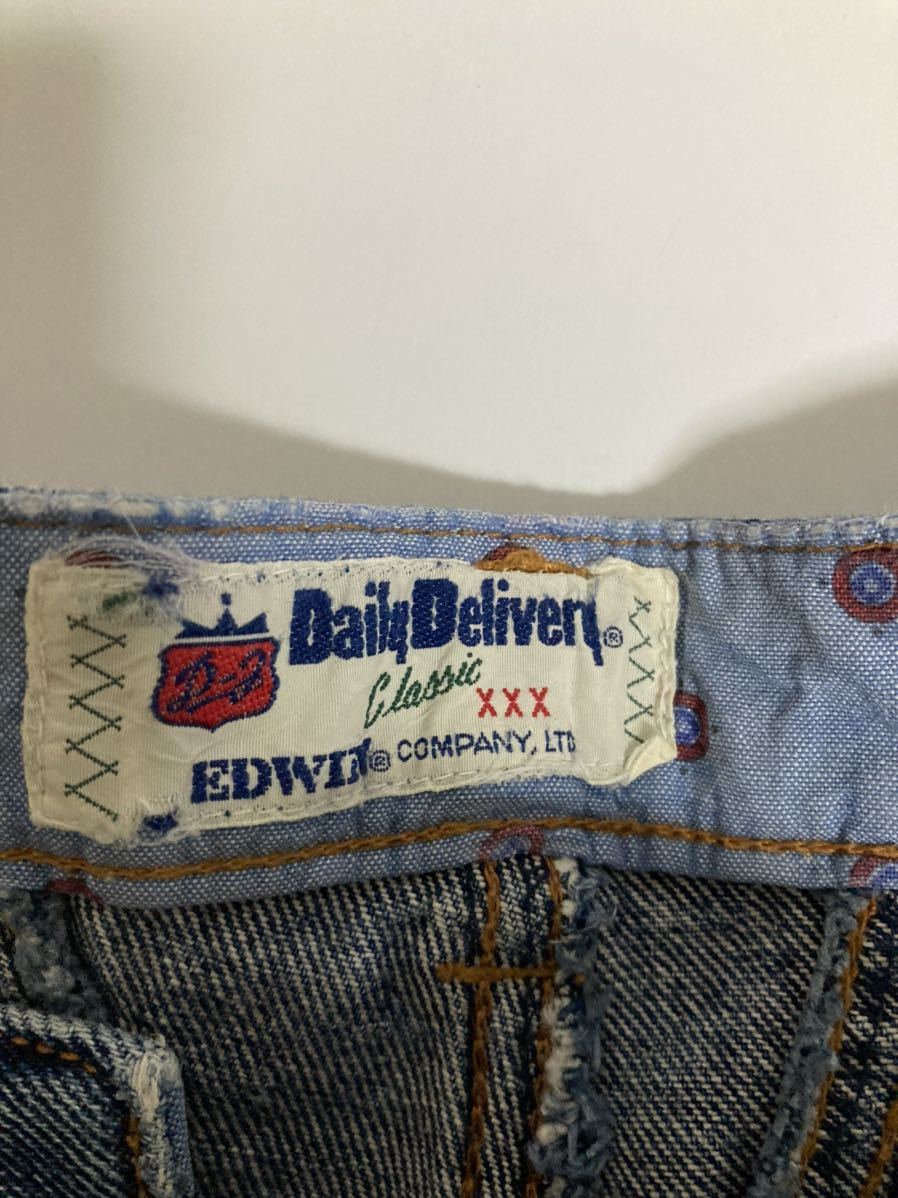 Daily Delivery®
D-J
Classic
XXX
EDWIN® COMPANY, LTD